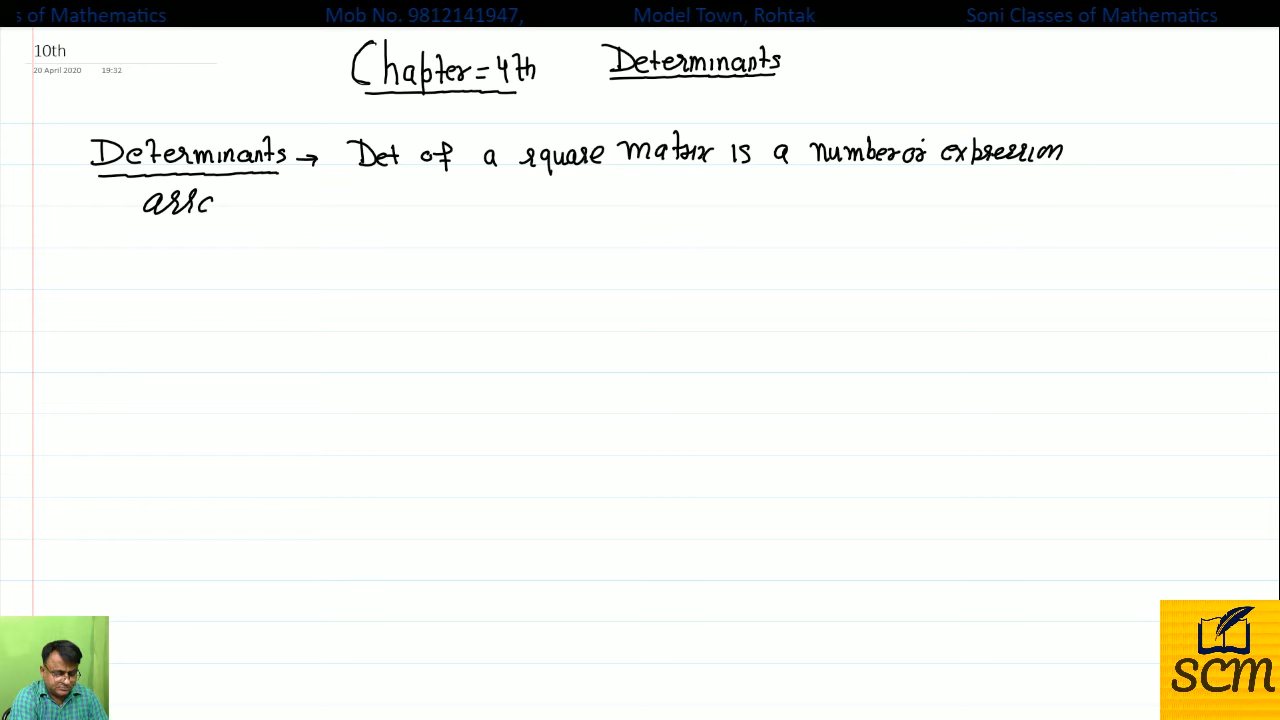 s of Mathematics Mob No. 9812141947, Model Town, Rohtak Soni Classes of Mathematics
10th
20 April 2020 19:32
Chapter = 4th Determinants
Determinants → Det of a square matrix is a number or expression
arra
SCM